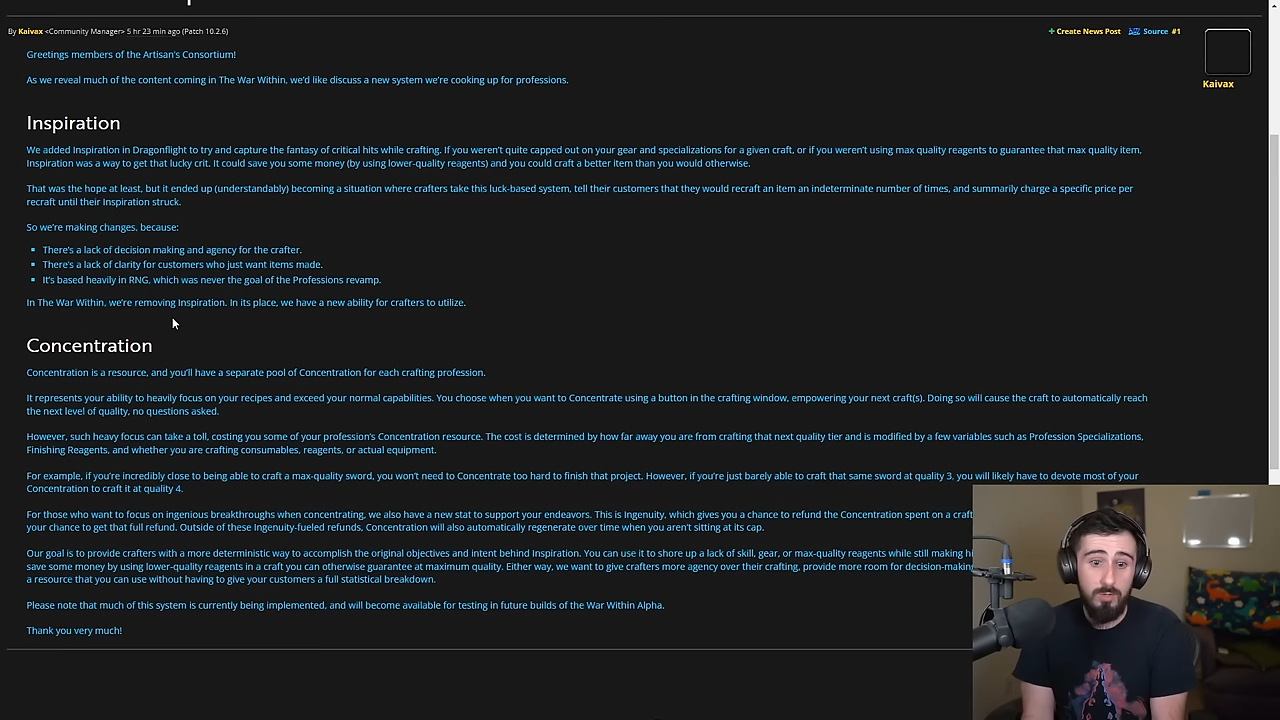 By Kaivax <Community Manager> 5 hr 23 min ago (Patch 10.2.6)
Create News Post Source #1
Kaivax
Greetings members of the Artisan's Consortium!
As we reveal much of the content coming in The War Within, we'd like discuss a new system we're cooking up for professions.
Inspiration
We added Inspiration in Dragonflight to try and capture the fantasy of critical hits while crafting. If you weren't quite capped out on your gear and specializations for a given craft, or if you weren't using max quality reagents to guarantee that max quality item,
Inspiration was a way to get that lucky crit. It could save you some money (by using lower-quality reagents) and you could craft a better item than you would otherwise.
That was the hope at least, but it ended up (understandably) becoming a situation where crafters take this luck-based system, tell their customers that they would recraft an item an indeterminate number of times, and summarily charge a specific price per
recraft until their Inspiration struck.
So we're making changes, because:
There's a lack of decision making and agency for the crafter.
There's a lack of clarity for customers who just want items made.
It's based heavily in RNG, which was never the goal of the Professions revamp.
In The War Within, we're removing Inspiration. In its place, we have a new ability for crafters to utilize.
Concentration
Concentration is a resource, and you'll have a separate pool of Concentration for each crafting profession.
It represents your ability to heavily focus on your recipes and exceed your normal capabilities. You choose when you want to Concentrate using a button in the crafting window, empowering your next craft(s). Doing so will cause the craft to automatically reach
the next level of quality, no questions asked.
However, such heavy focus can take a toll, costing you some of your profession's Concentration resource. The cost is determined by how far away you are from crafting that next quality tier and is modified by a few variables such as Profession Specializations,
Finishing Reagents, and whether you are crafting consumables, reagents, or actual equipment.
For example, if you're incredibly close to being able to craft a max-quality sword, you won't need to Concentrate too hard to finish that project. However, if you're just barely able to craft that same sword at quality 3, you will likely have to devote most of your
Concentration to craft it at quality 4.
For those who want to focus on ingenious breakthroughs when concentrating, we also have a new stat to support your endeavors. This is Ingenuity, which gives you a chance to refund the Concentration spent on a craft
your chance to get that full refund. Outside of these Ingenuity-fueled refunds, Concentration will also automatically regenerate over time when you aren't sitting at its cap.
Our goal is to provide crafters with a more deterministic way to accomplish the original objectives and intent behind Inspiration. You can use it to shore up a lack of skill, gear, or max-quality reagents while still making
save some money by using lower-quality reagents in a craft you can otherwise guarantee at maximum quality. Either way, we want to give crafters more agency over their crafting, provide more room for decision-making
a resource that you can use without having to give your customers a full statistical breakdown.
Please note that much of this system is currently being implemented, and will become available for testing in future builds of the War Within Alpha.
Thank you very much!